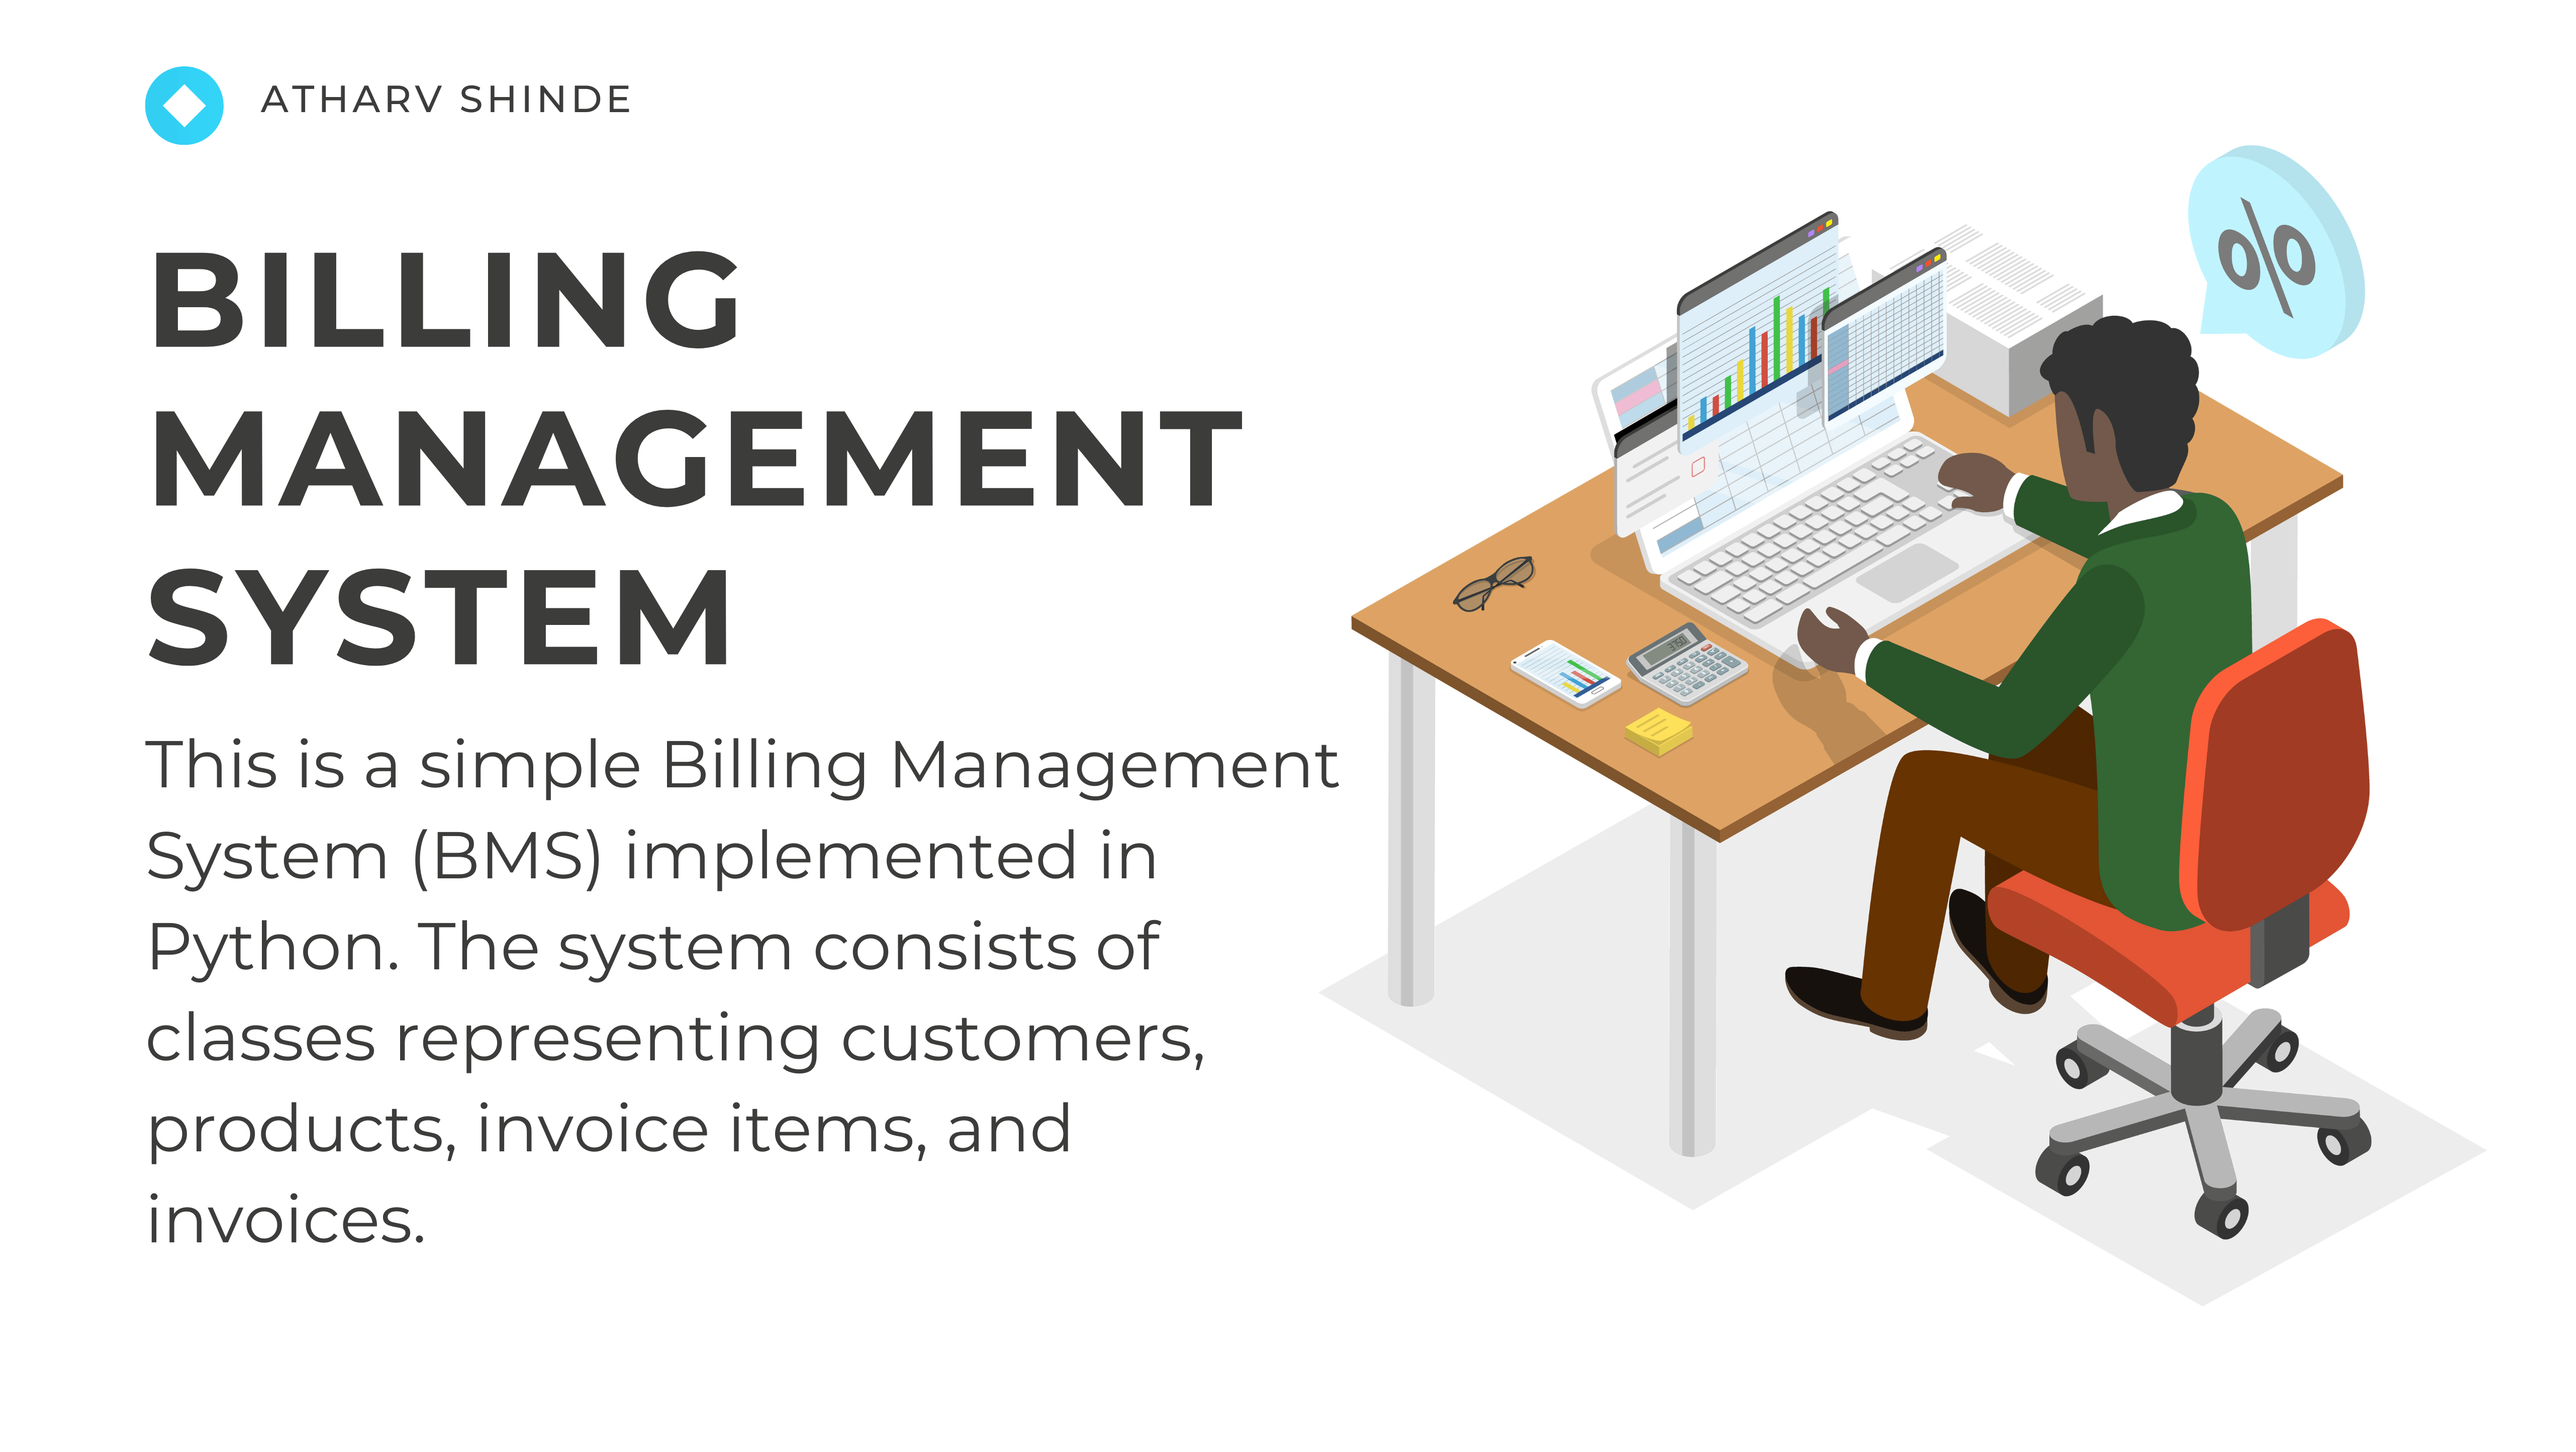 ATHARV SHINDE
BILLING
MANAGEMENT
SYSTEM
This is a simple Billing Management
System (BMS) implemented in
Python. The system consists of
classes representing customers,
products, invoice items, and
invoices.
%